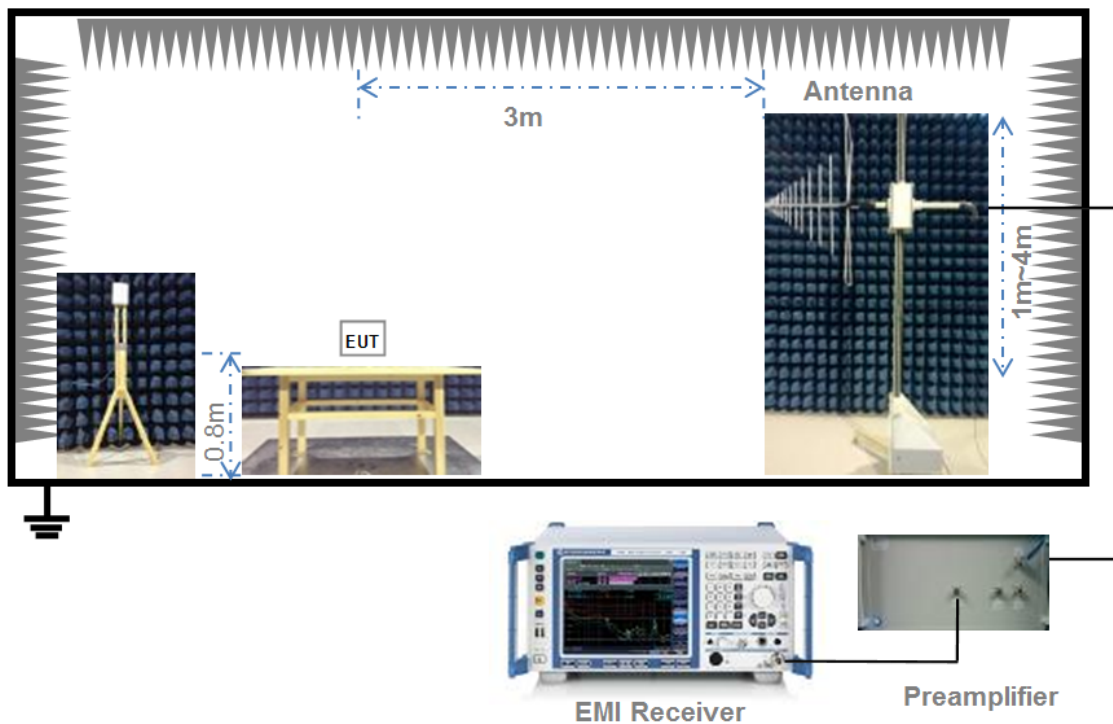 3m
Antenna
1m~4m
EUT
0.8m
EMI Receiver
Preamplifier